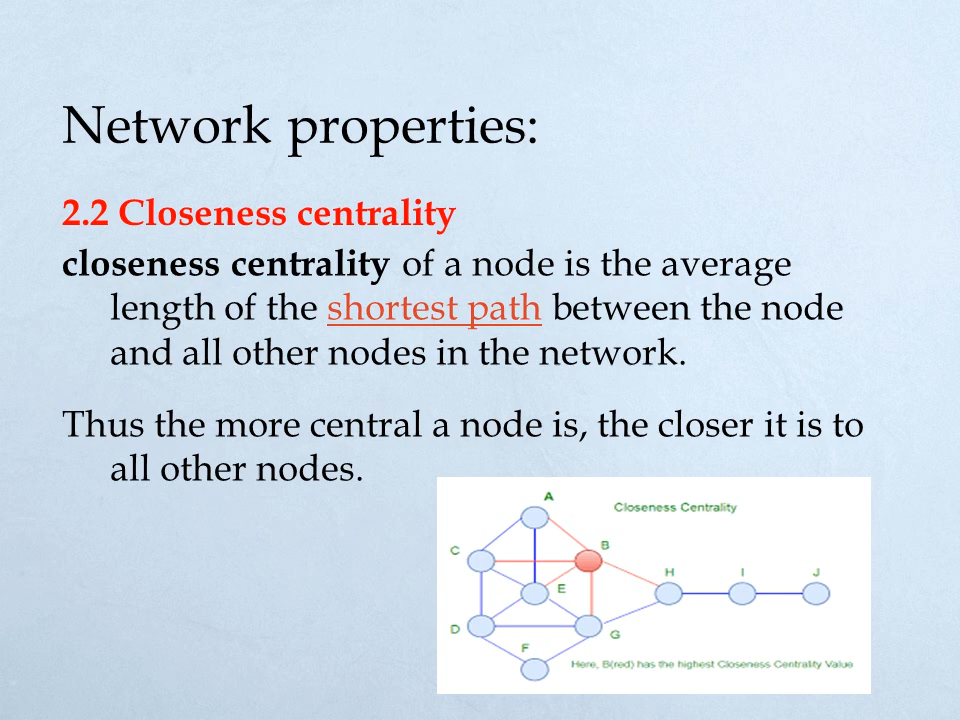 Network properties:
2.2 Closeness centrality
closeness centrality of a node is the average
length of the shortest path between the node
and all other nodes in the network.
Thus the more central a node is, the closer it is to
all other nodes.
A
Closeness Centrality
C
B
H
I
J
E
D
G
F
Here, B(red) has the highest Closeness Centrality Value